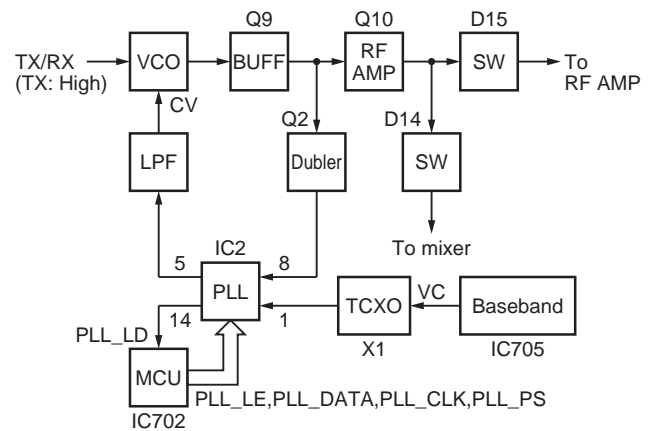 Q9
Q10
D15
TX/RX
(TX: High)
VCO
BUFF
RF
AMP
SW
To
RF AMP
CV
Q2
D14
LPF
Dubler
SW
To mixer
IC2
5
8
PLL
14
1
TCXO
VC
Baseband
PLL_LD
X1
IC705
MCU
PLL_LE,PLL_DATA,PLL_CLK,PLL_PS
IC702